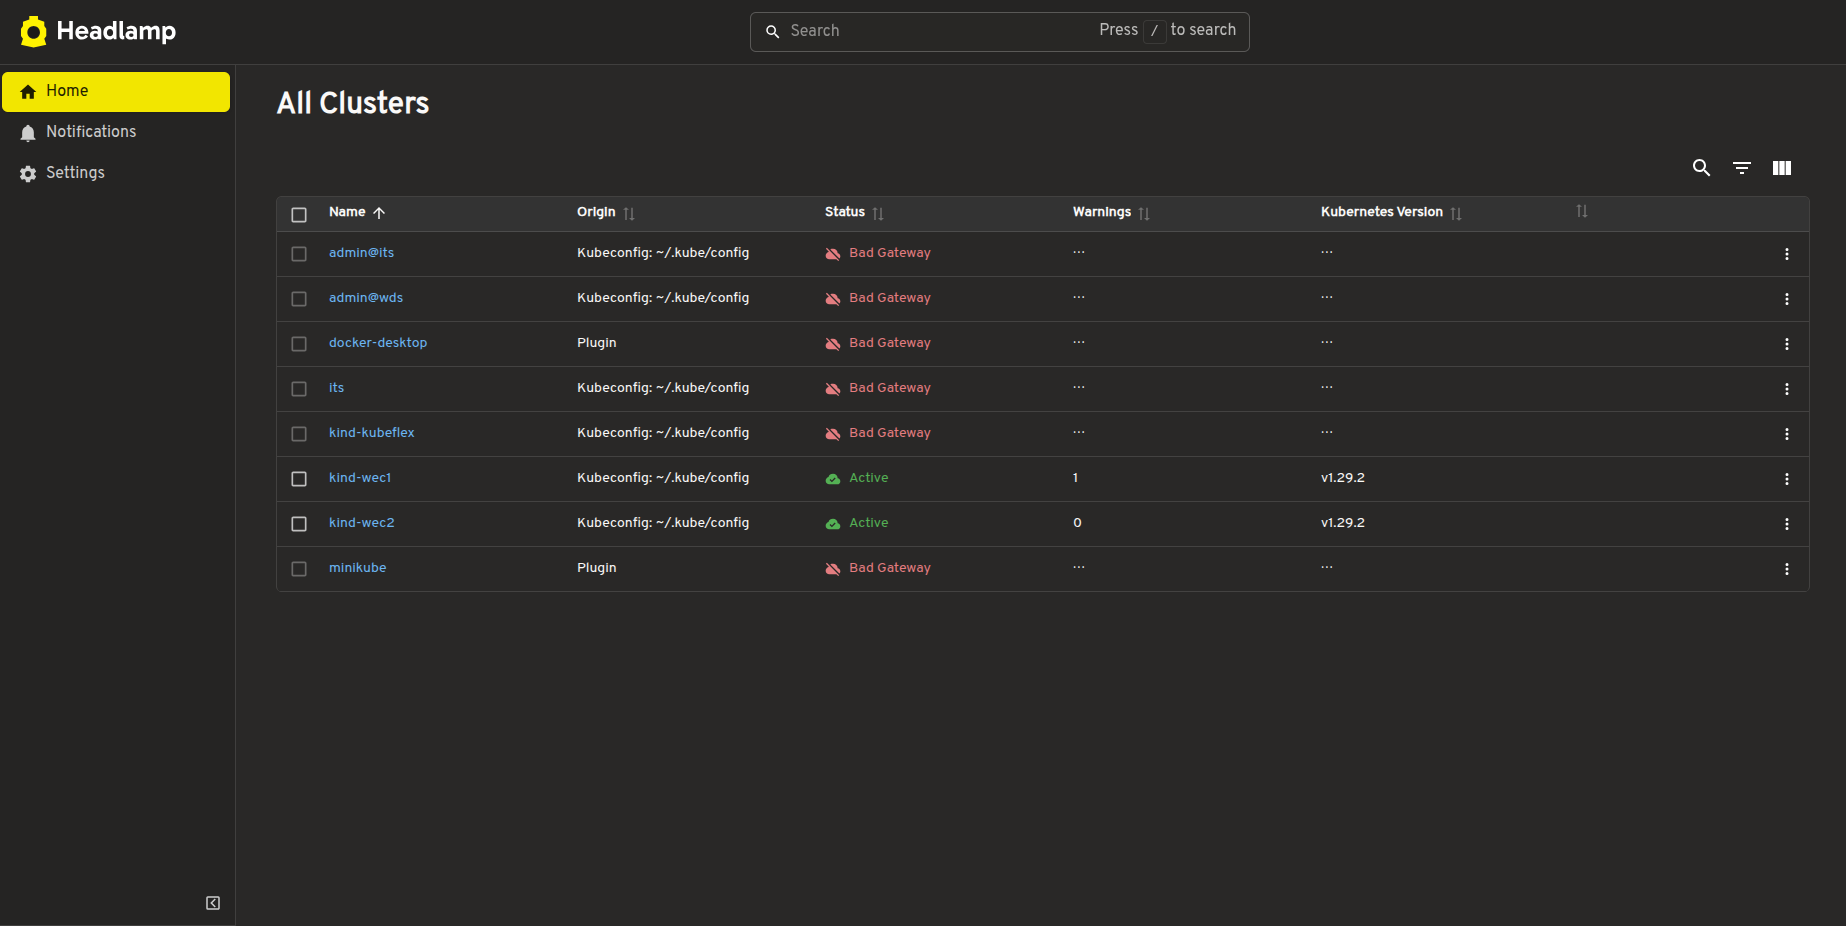 Headlamp
Search Press / to search
Home
Notifications
Settings
All Clusters
Name Origin Status Warnings Kubernetes Version
admin@its Kubeconfig: ~/.kube/config Bad Gateway ⋯ ⋯
admin@wds Kubeconfig: ~/.kube/config Bad Gateway ⋯ ⋯
docker-desktop Plugin Bad Gateway ⋯ ⋯
its Kubeconfig: ~/.kube/config Bad Gateway ⋯ ⋯
kind-kubeflex Kubeconfig: ~/.kube/config Bad Gateway ⋯ ⋯
kind-wec1 Kubeconfig: ~/.kube/config Active 1 v1.29.2
kind-wec2 Kubeconfig: ~/.kube/config Active 0 v1.29.2
minikube Plugin Bad Gateway ⋯ ⋯